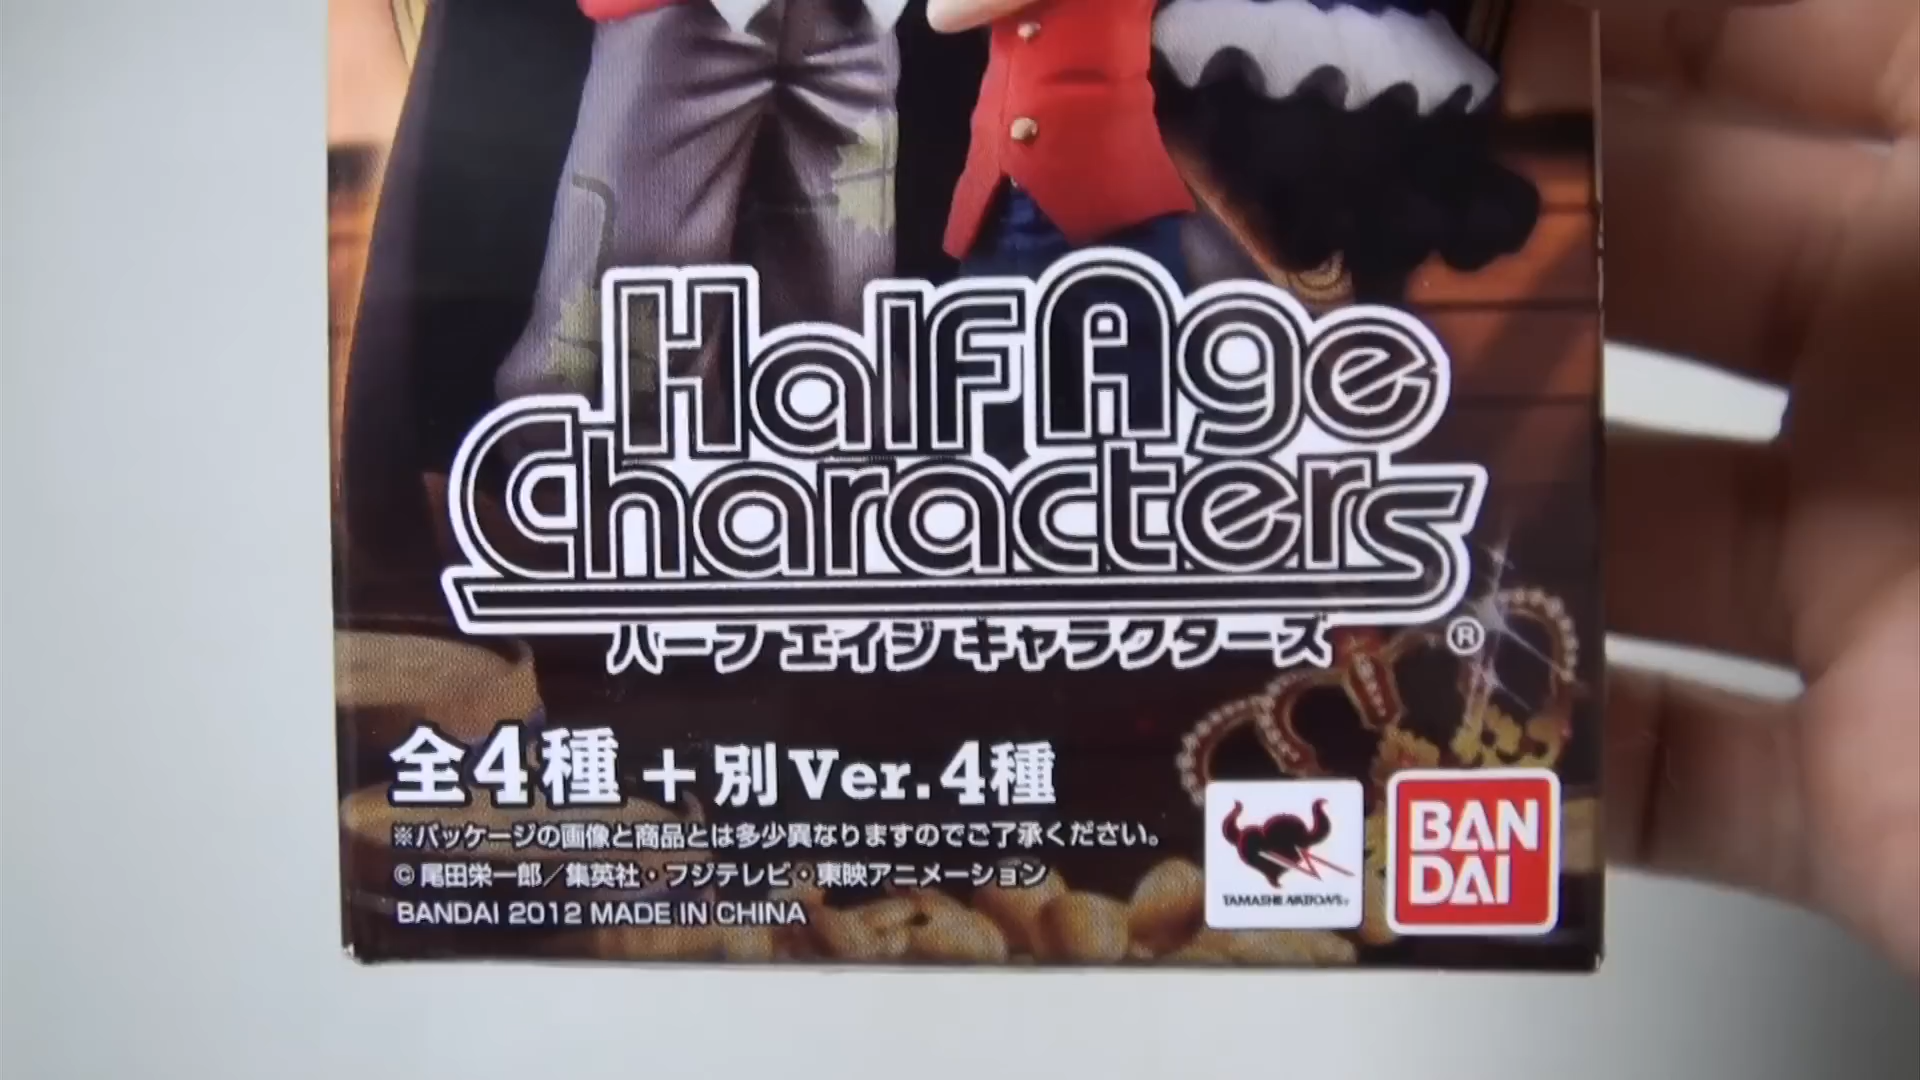 Half Age
Characters
ハーフ エイジ キャラクターズ ®
全4種 + 別Ver.4種
※パッケージの画像と商品とは多少異なりますのでご了承ください。
© 尾田栄一郎／集英社・フジテレビ・東映アニメーション
BANDAI 2012 MADE IN CHINA
TAMASHII NATIONS
BAN
DAI